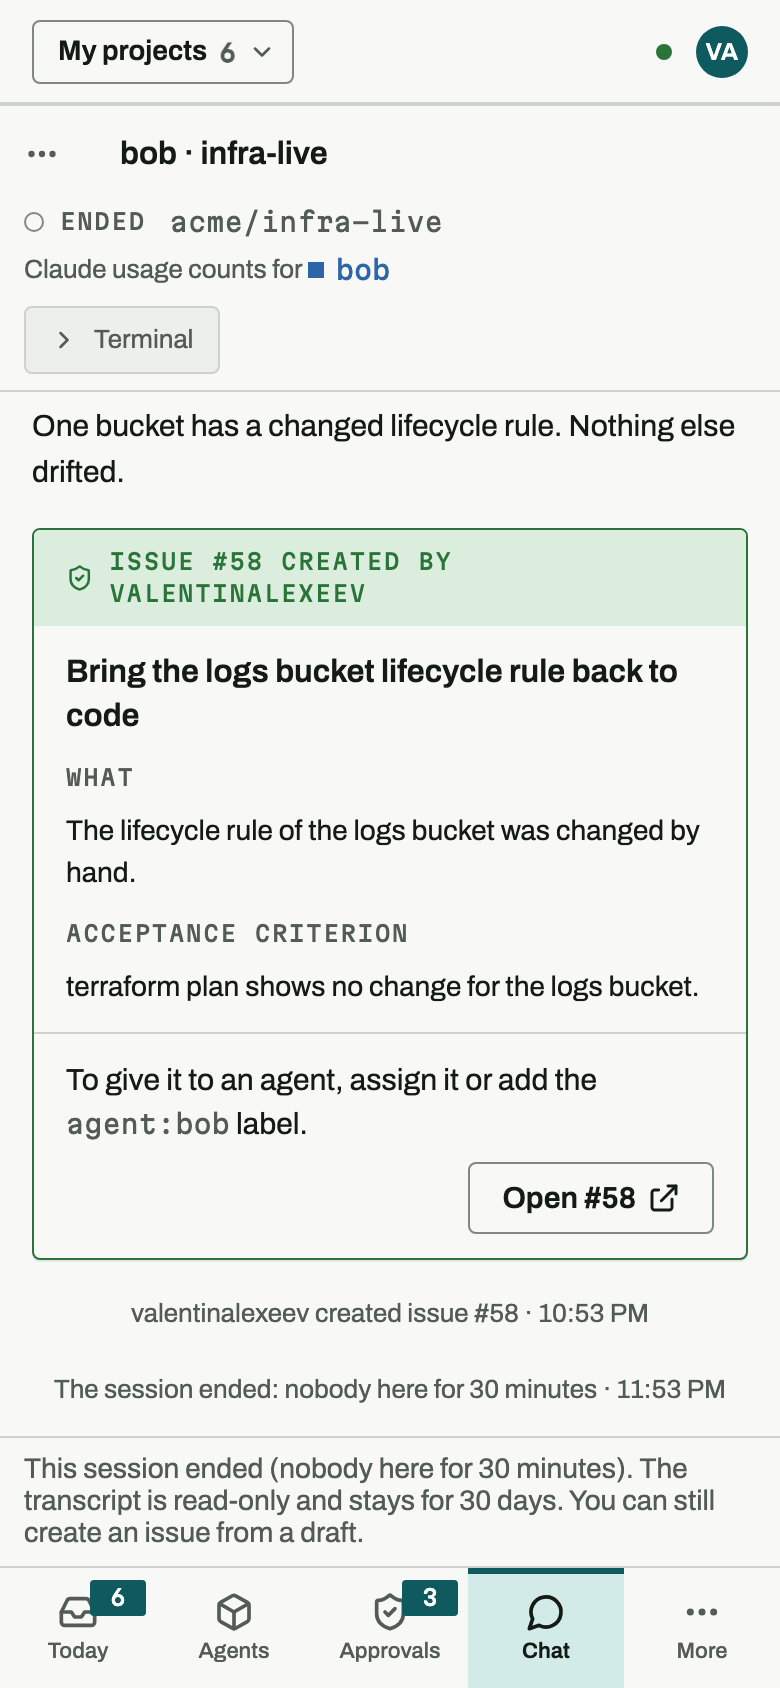 My projects 6
VA
bob · infra-live
ENDED acme/infra-live
Claude usage counts for bob
Terminal
One bucket has a changed lifecycle rule. Nothing else
drifted.
ISSUE #58 CREATED BY
VALENTINALEXEEV
Bring the logs bucket lifecycle rule back to
code
WHAT
The lifecycle rule of the logs bucket was changed by
hand.
ACCEPTANCE CRITERION
terraform plan shows no change for the logs bucket.
To give it to an agent, assign it or add the
agent:bob label.
Open #58
valentinalexeev created issue #58 · 10:53 PM
The session ended: nobody here for 30 minutes · 11:53 PM
This session ended (nobody here for 30 minutes). The
transcript is read-only and stays for 30 days. You can still
create an issue from a draft.
6
3
Today
Agents
Approvals
Chat
More